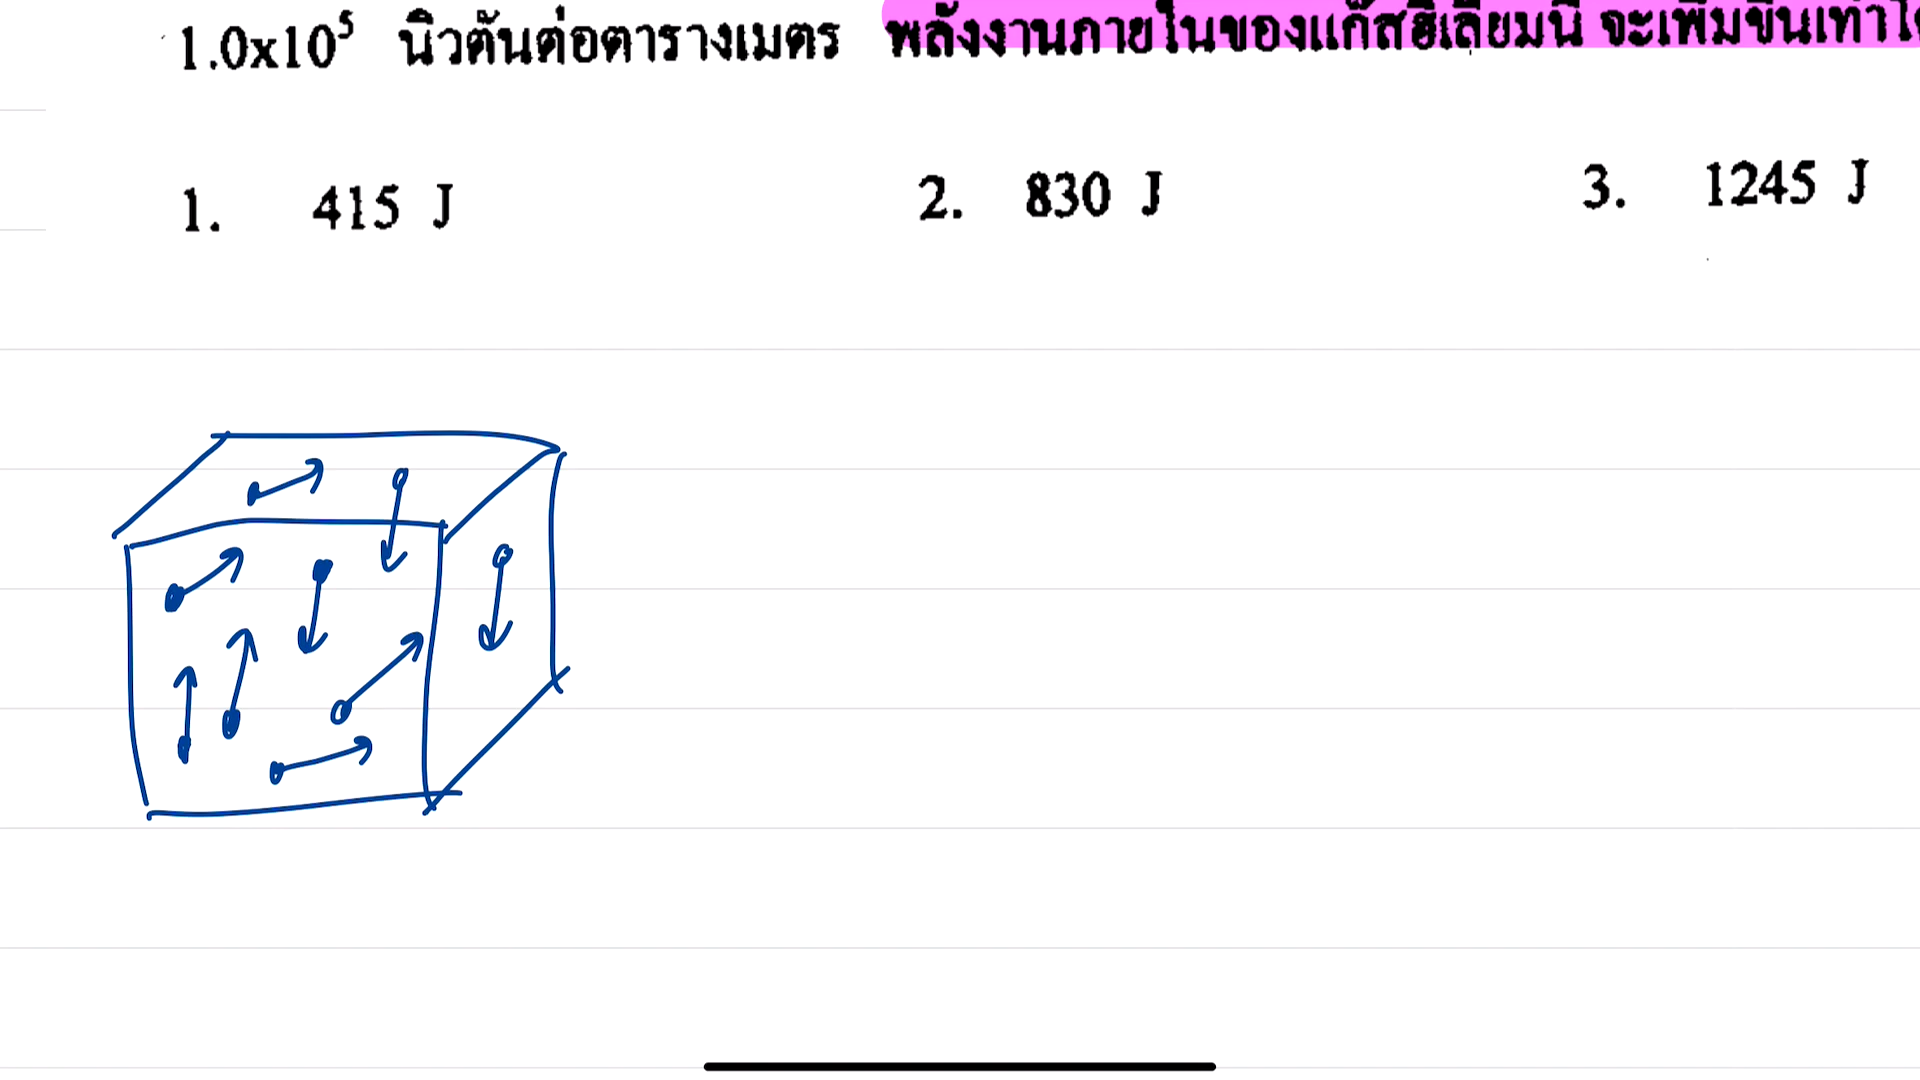 1.0x10⁵ นิวตันต่อตารางเมตร พลังงานภายในของแก๊สฮีเลียมนี้ จะเพิ่มขึ้นเท่าใด
1. 415 J 2. 830 J 3. 1245 J